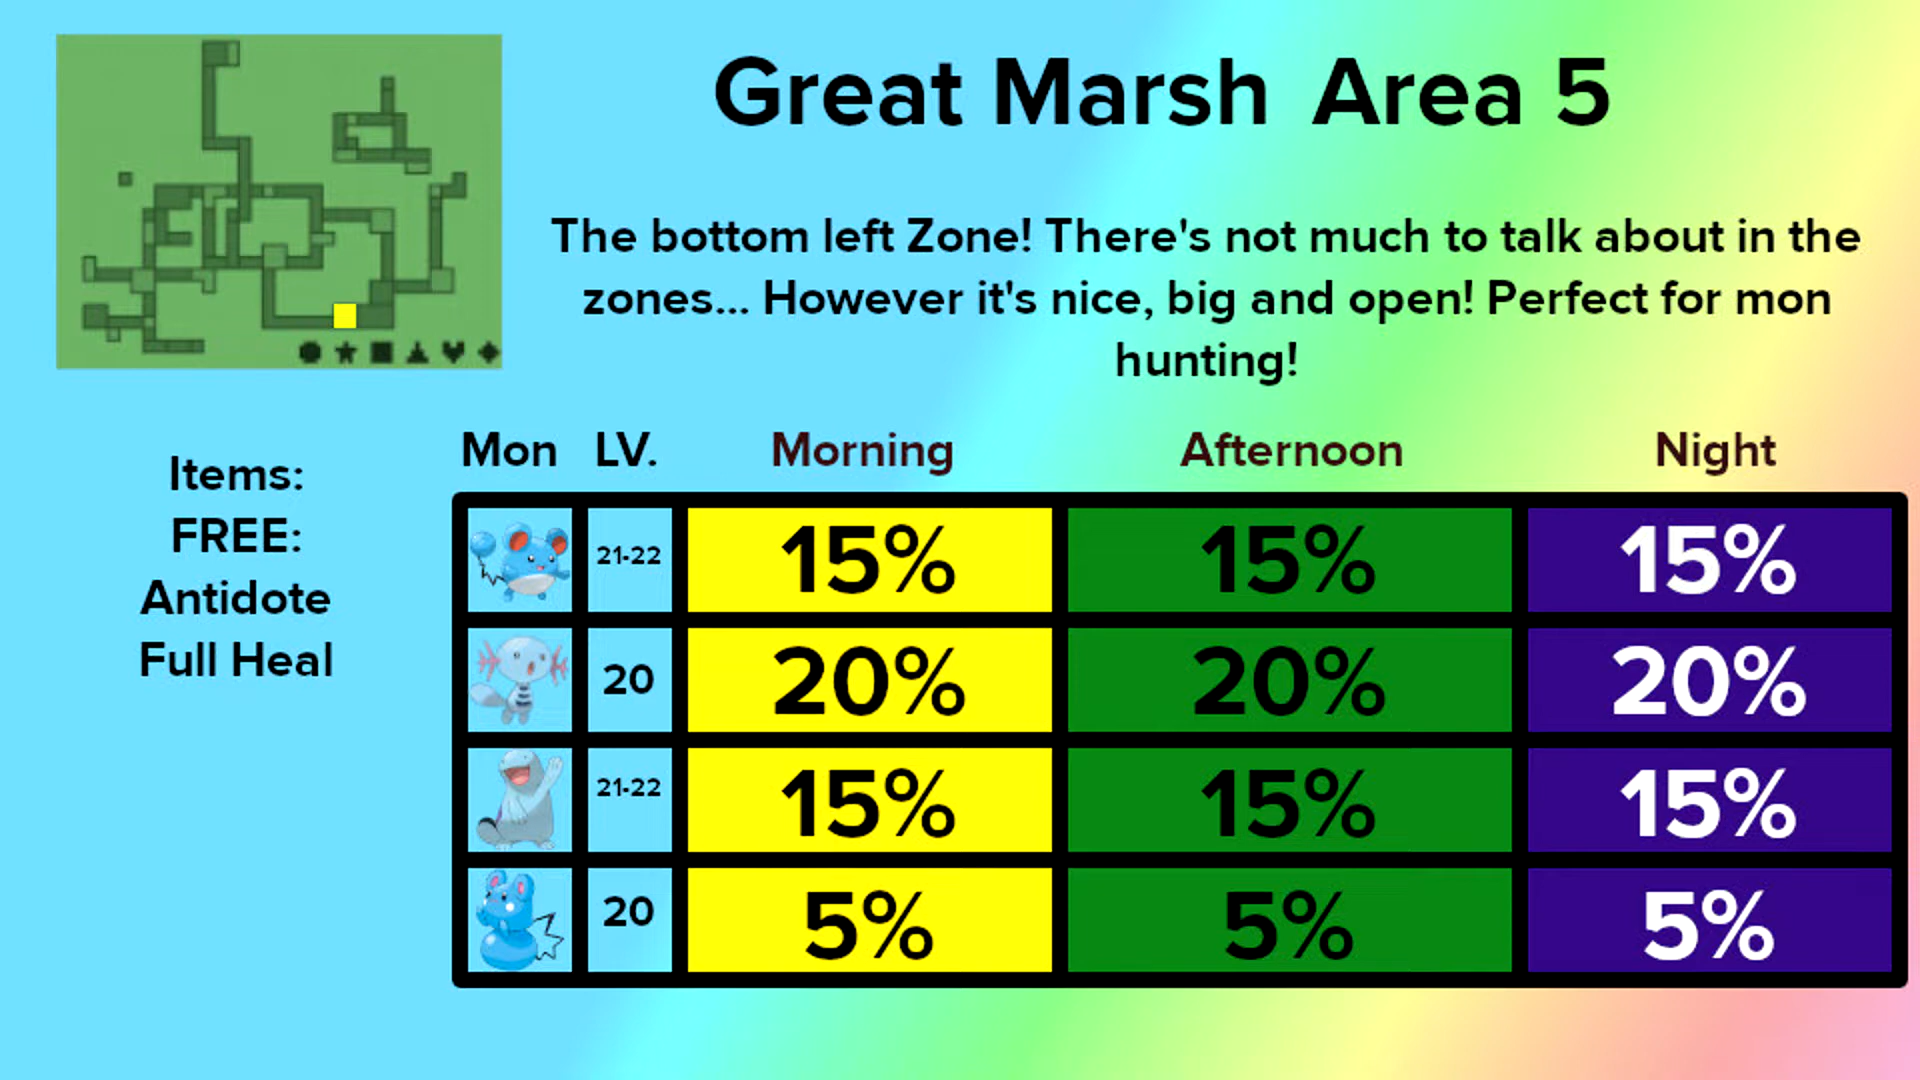 Great Marsh Area 5
The bottom left Zone! There's not much to talk about in the
zones... However it's nice, big and open! Perfect for mon
hunting!
Items:
FREE:
Antidote
Full Heal
Mon LV. Morning Afternoon Night
21-22 15% 15% 15%
20 20% 20% 20%
21-22 15% 15% 15%
20 5% 5% 5%